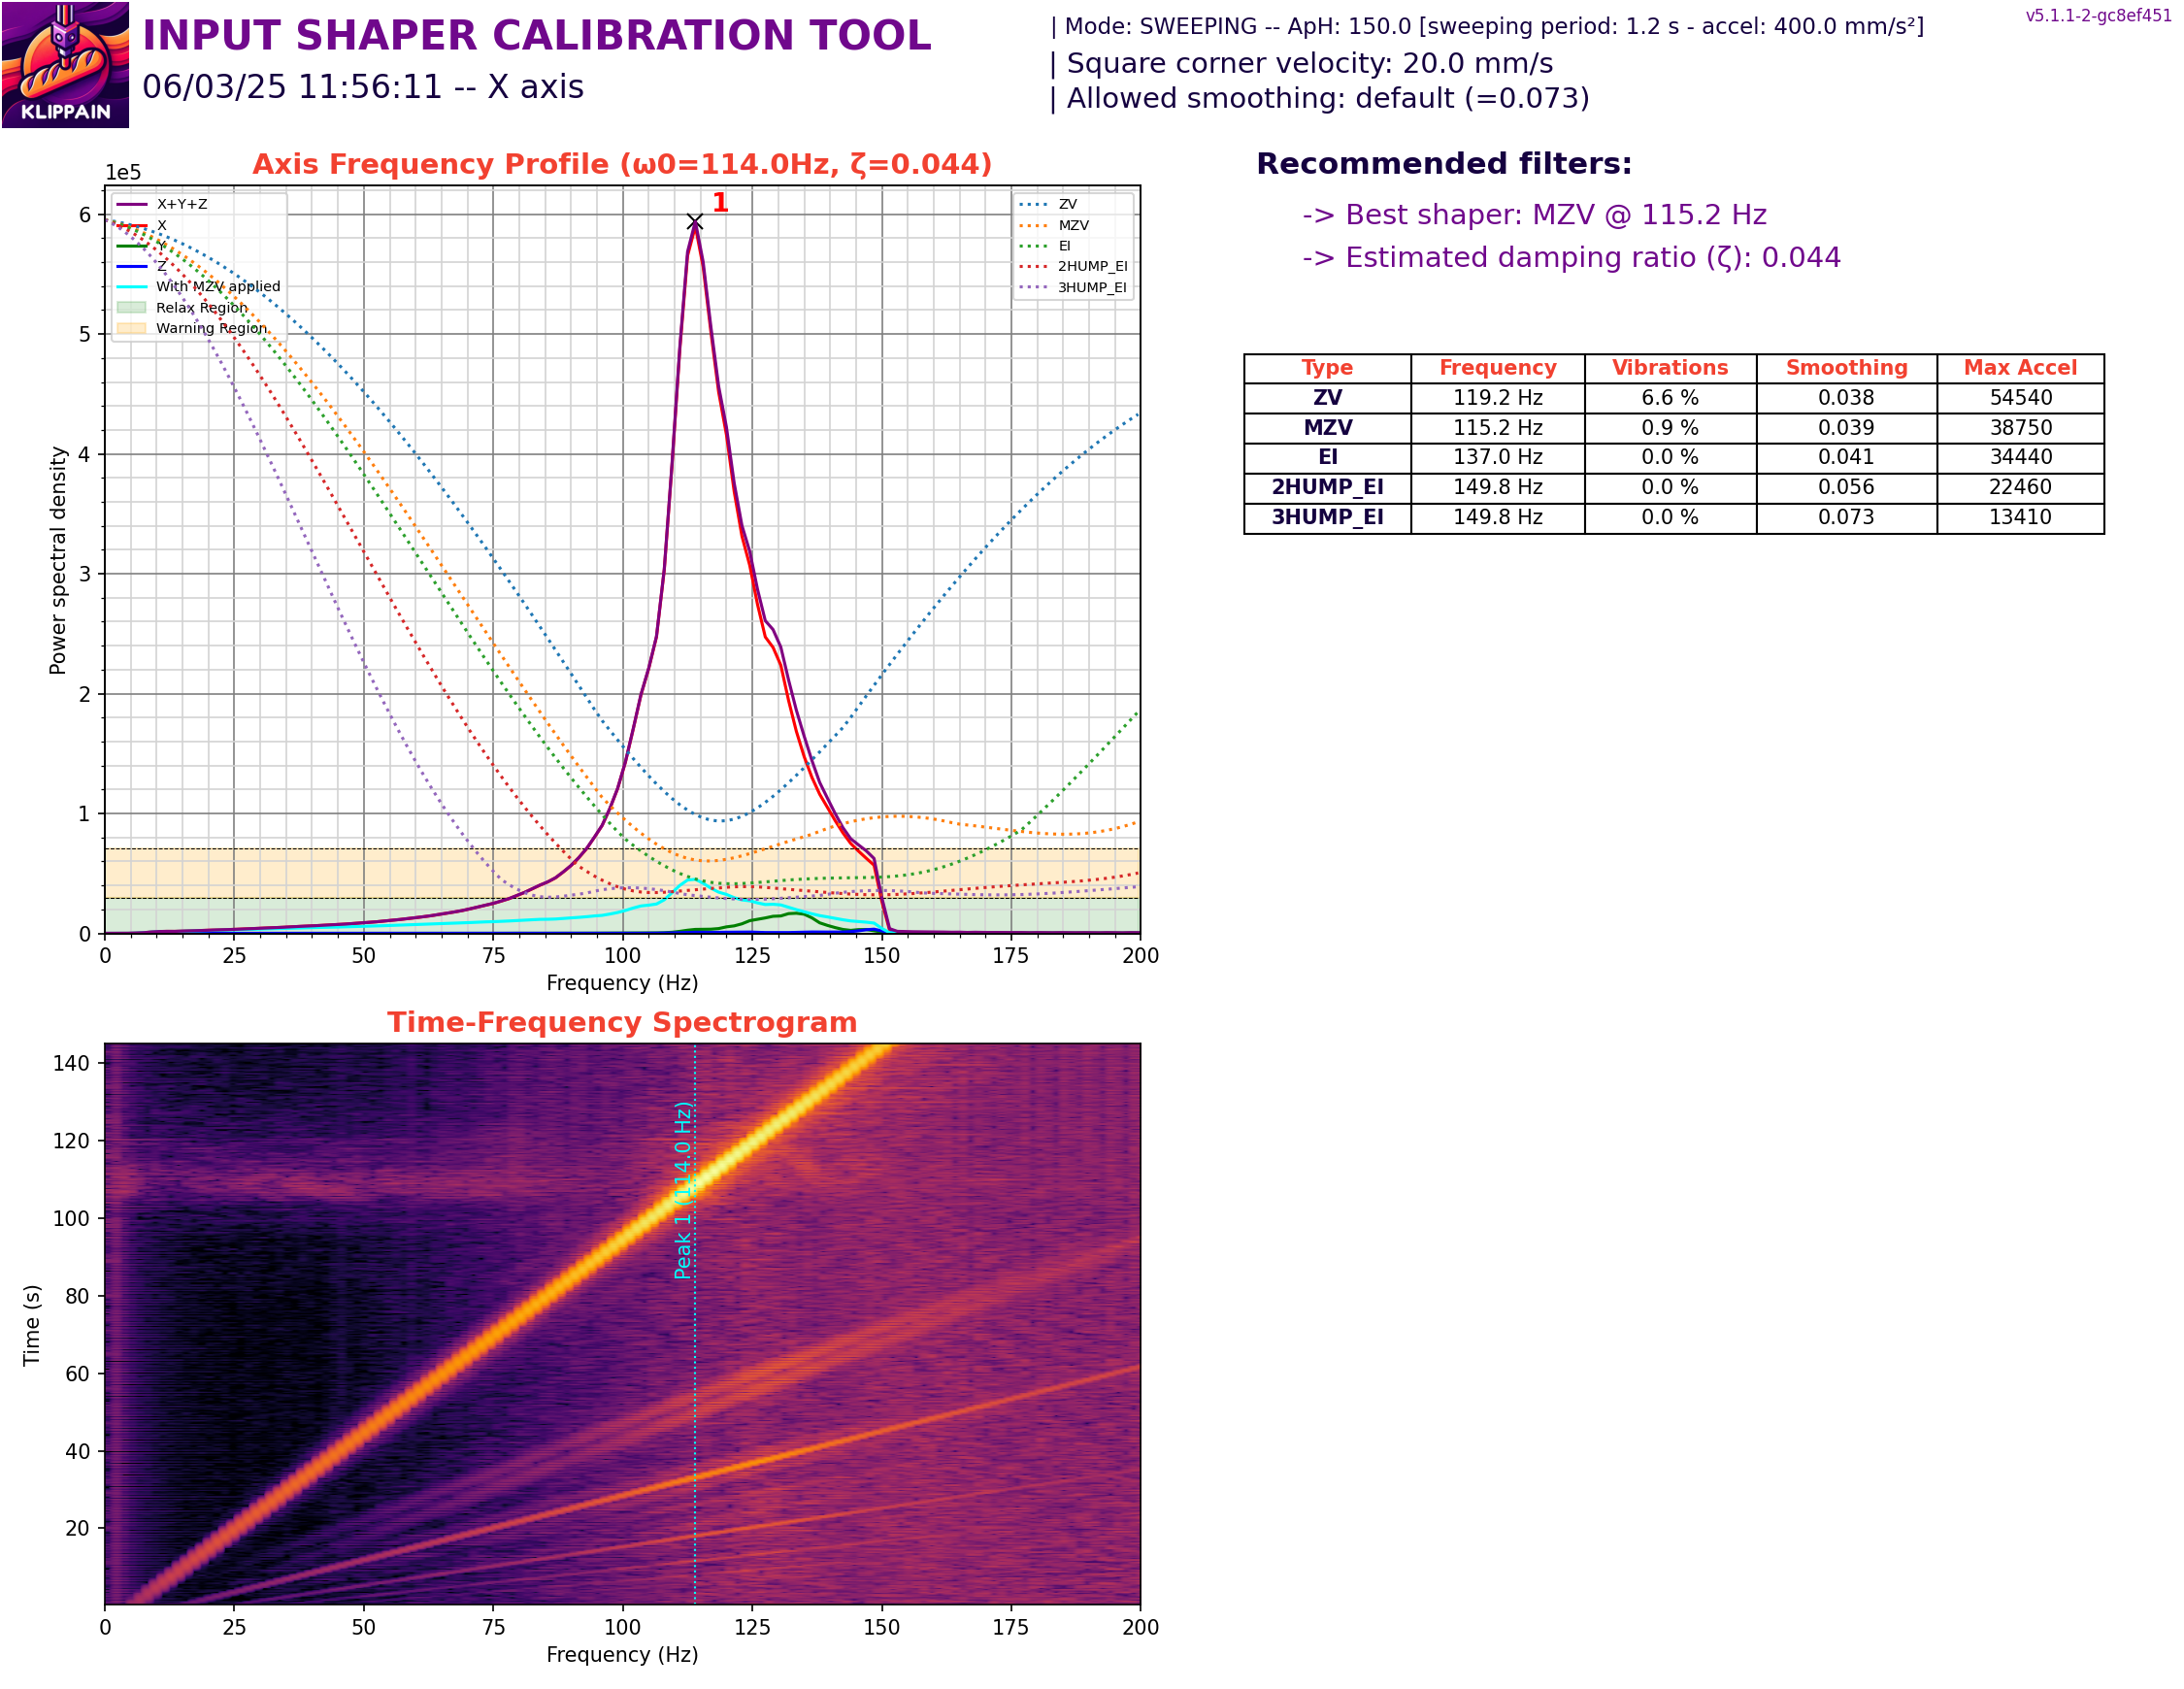 KLIPPAIN
INPUT SHAPER CALIBRATION TOOL
06/03/25 11:56:11 -- X axis
| Mode: SWEEPING -- ApH: 150.0 [sweeping period: 1.2 s - accel: 400.0 mm/s²]
| Square corner velocity: 20.0 mm/s
| Allowed smoothing: default (=0.073)
v5.1.1-2-gc8ef451
Axis Frequency Profile (ω0=114.0Hz, ζ=0.044)
1e5
X+Y+Z
X
Y
Z
With MZV applied
Relax Region
Warning Region
1
ZV
MZV
EI
2HUMP_EI
3HUMP_EI
Power spectral density
6
5
4
3
2
1
0
0 25 50 75 100 125 150 175 200
Frequency (Hz)
Recommended filters:
-> Best shaper: MZV @ 115.2 Hz
-> Estimated damping ratio (ζ): 0.044
Type Frequency Vibrations Smoothing Max Accel
ZV 119.2 Hz 6.6 % 0.038 54540
MZV 115.2 Hz 0.9 % 0.039 38750
EI 137.0 Hz 0.0 % 0.041 34440
2HUMP_EI 149.8 Hz 0.0 % 0.056 22460
3HUMP_EI 149.8 Hz 0.0 % 0.073 13410
Time-Frequency Spectrogram
Time (s)
140
120
100
80
60
40
20
Peak 1 (114.0 Hz)
0 25 50 75 100 125 150 175 200
Frequency (Hz)